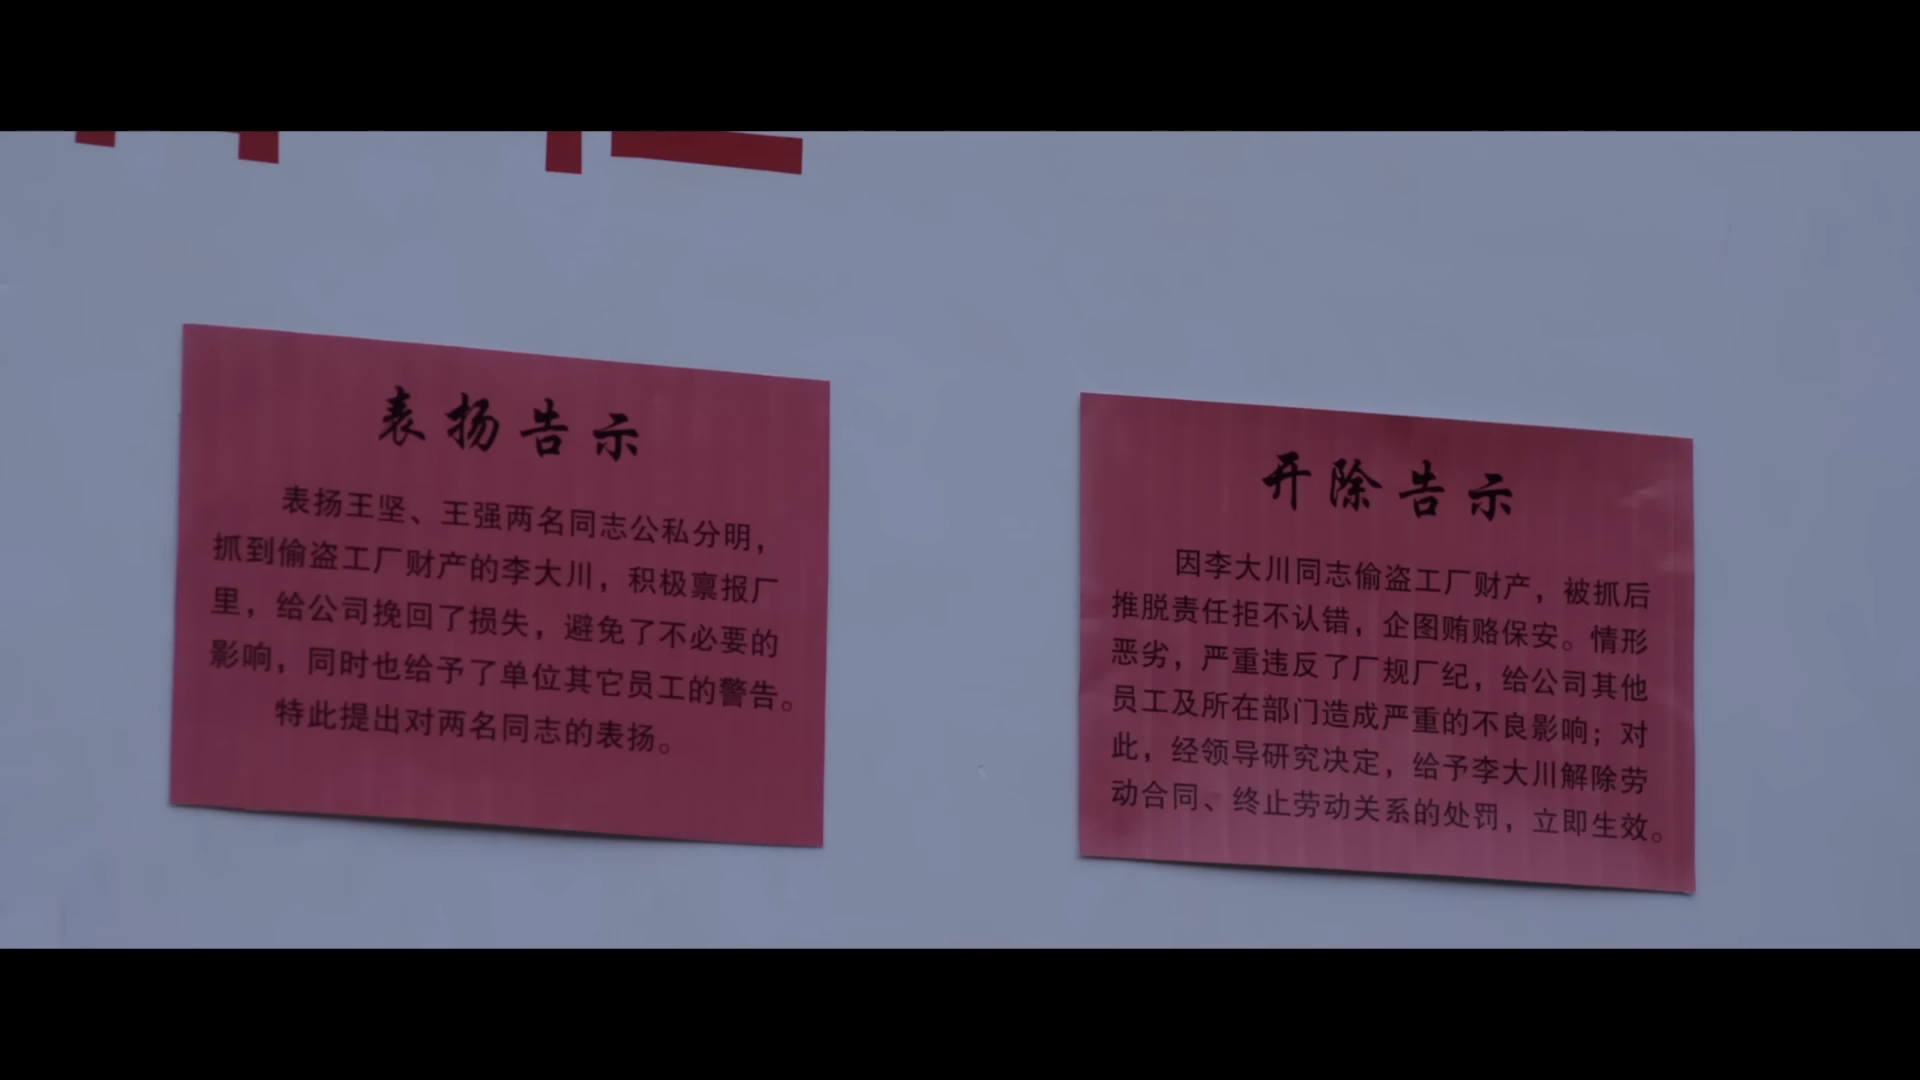 表扬告示
表扬王坚、王强两名同志公私分明，
抓到偷盗工厂财产的李大川，积极禀报厂
里，给公司挽回了损失，避免了不必要的
影响，同时也给予了单位其它员工的警告。
特此提出对两名同志的表扬。
开除告示
因李大川同志偷盗工厂财产，被抓后
推脱责任拒不认错，企图贿赂保安。情形
恶劣，严重违反了厂规厂纪，给公司其他
员工及所在部门造成严重的不良影响；对
此，经领导研究决定，给予李大川解除劳
动合同、终止劳动关系的处罚，立即生效。